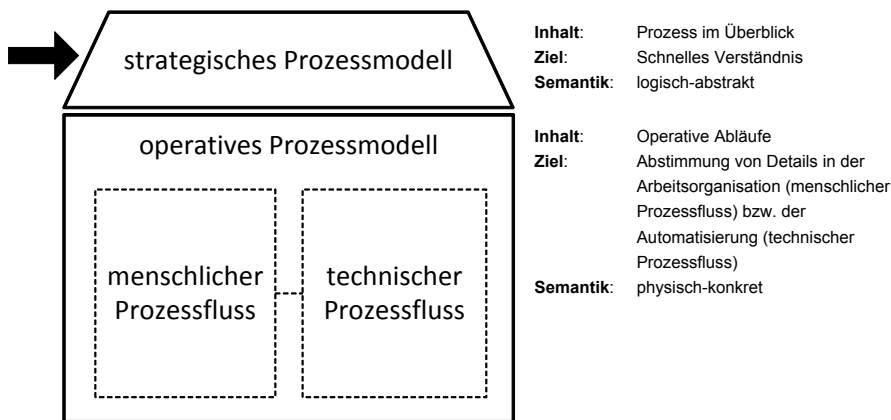 strategisches Prozessmodell
Inhalt: Prozess im Überblick
Ziel: Schnelles Verständnis
Semantik: logisch-abstrakt
operatives Prozessmodell
menschlicher
Prozessfluss
technischer
Prozessfluss
Inhalt: Operative Abläufe
Ziel: Abstimmung von Details in der
Arbeitsorganisation (menschlicher
Prozessfluss) bzw. der
Automatisierung (technischer
Prozessfluss)
Semantik: physisch-konkret